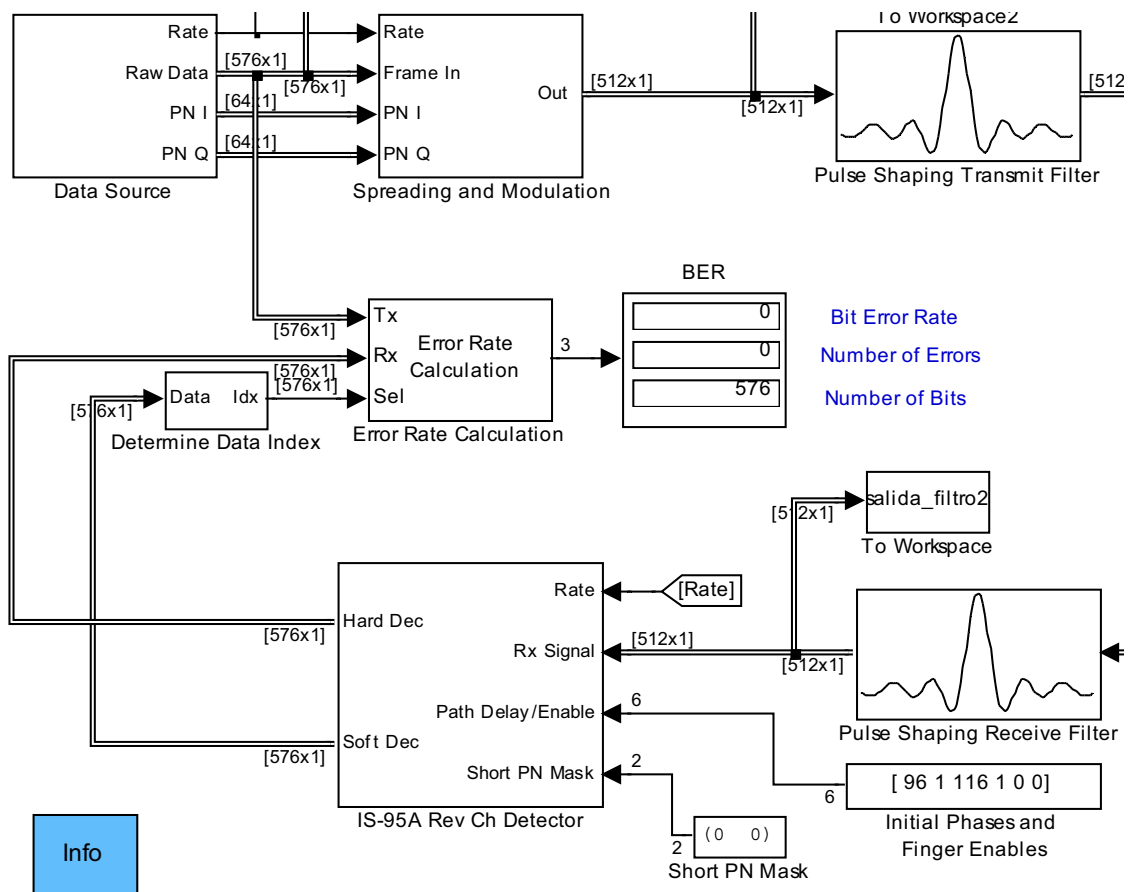 To Workspace2
Rate
Raw Data
PN I
PN Q
[576x1]
[576x1]
[64x1]
[64x1]
Data Source
Rate
Frame In
PN I
PN Q
Out
Spreading and Modulation
[512x1]
[512x1]
[512
Pulse Shaping Transmit Filter
BER
0
0
576
Bit Error Rate
Number of Errors
Number of Bits
[576x1]
[576x1]
[576x1]
[576x1]
Tx
Rx
Sel
Error Rate
Calculation
3
Error Rate Calculation
Data
Idx
Determine Data Index
salida_filtro2
To Workspace
[512x1]
[512x1]
[512x1]
Hard Dec
Soft Dec
[576x1]
[576x1]
Rate
Rx Signal
Path Delay/Enable
Short PN Mask
[Rate]
6
2
IS-95A Rev Ch Detector
Pulse Shaping Receive Filter
6
[ 96 1 116 1 0 0]
Initial Phases and
Finger Enables
2
(0 0)
Short PN Mask
Info